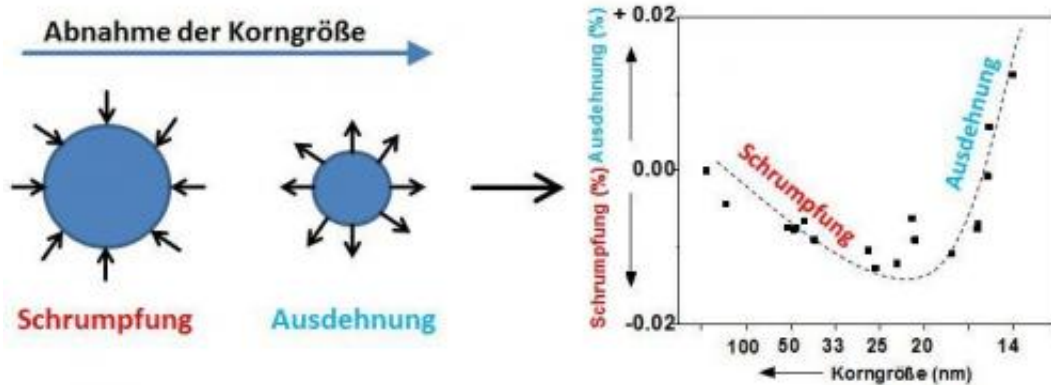 Abnahme der Korngröße
Schrumpfung
Ausdehnung
+ 0.02
0.00
-0.02
Schrumpfung (%)
Ausdehnung (%)
Schrumpfung
Ausdehnung
100 50 33 25 20 14
Korngröße (nm)